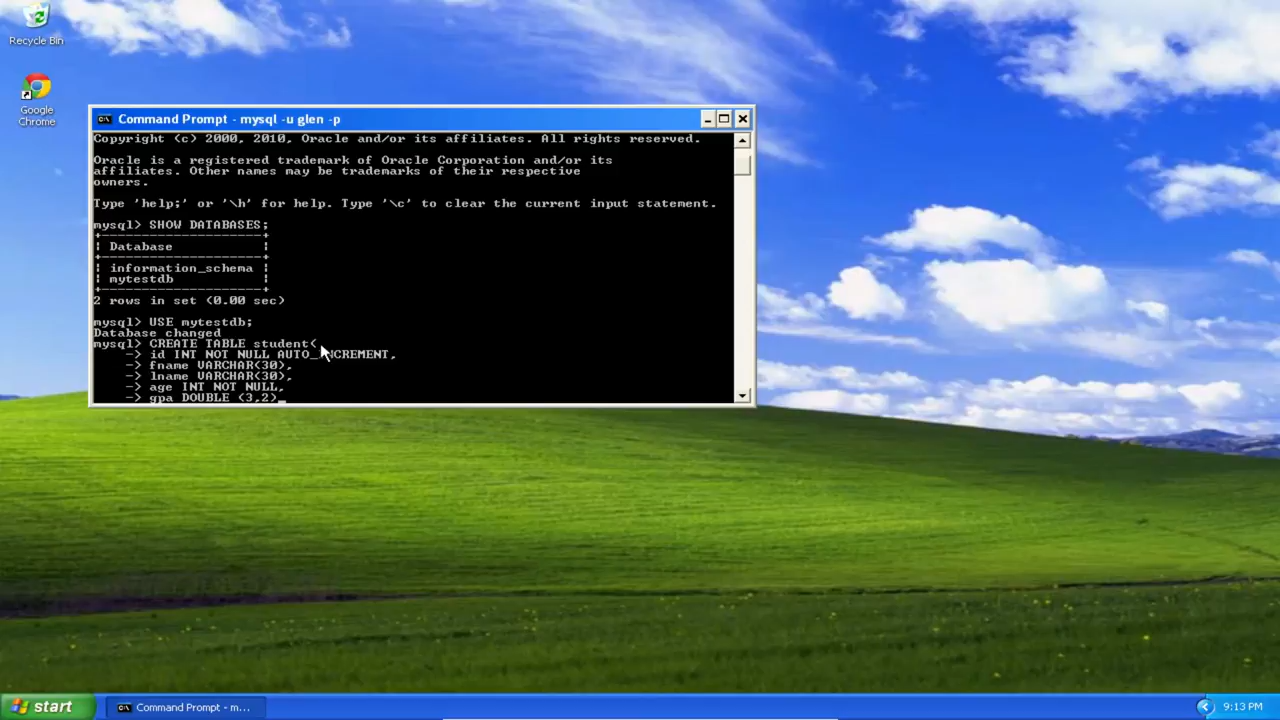 Recycle Bin
Google
Chrome
Command Prompt - mysql -u glen -p
Copyright (c) 2000, 2010, Oracle and/or its affiliates. All rights reserved.
Oracle is a registered trademark of Oracle Corporation and/or its
affiliates. Other names may be trademarks of their respective
owners.
Type 'help;' or '\h' for help. Type '\c' to clear the current input statement.
mysql> SHOW DATABASES;
+--------------------+
| Database           |
+--------------------+
| information_schema |
| mytestdb           |
+--------------------+
2 rows in set (0.00 sec)
mysql> USE mytestdb;
Database changed
mysql> CREATE TABLE student(
-> id INT NOT NULL AUTO_INCREMENT,
-> fname VARCHAR(30),
-> lname VARCHAR(30),
-> age INT NOT NULL,
-> gpa DOUBLE (3,2)_
start
Command Prompt - m...
9:13 PM